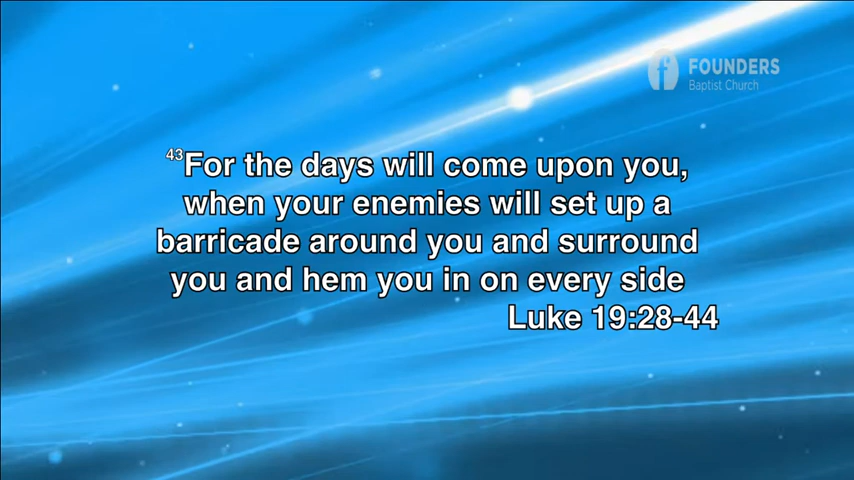 FOUNDERS
Baptist Church
43For the days will come upon you,
when your enemies will set up a
barricade around you and surround
you and hem you in on every side
Luke 19:28-44